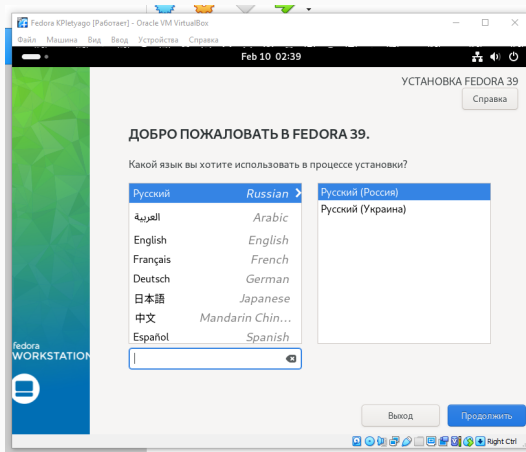 Fedora KPletyago [Работает] - Oracle VM VirtualBox
Файл Машина Вид Ввод Устройства Справка
Feb 10 02:39
УСТАНОВКА FEDORA 39
Справка
ДОБРО ПОЖАЛОВАТЬ В FEDORA 39.
Какой язык вы хотите использовать в процессе установки?
Русский Russian
العربية Arabic
English English
Français French
Deutsch German
日本語 Japanese
中文 Mandarin Chin...
Español Spanish
Русский (Россия)
Русский (Украина)
fedora
WORKSTATION
Выход
Продолжить
Right Ctrl